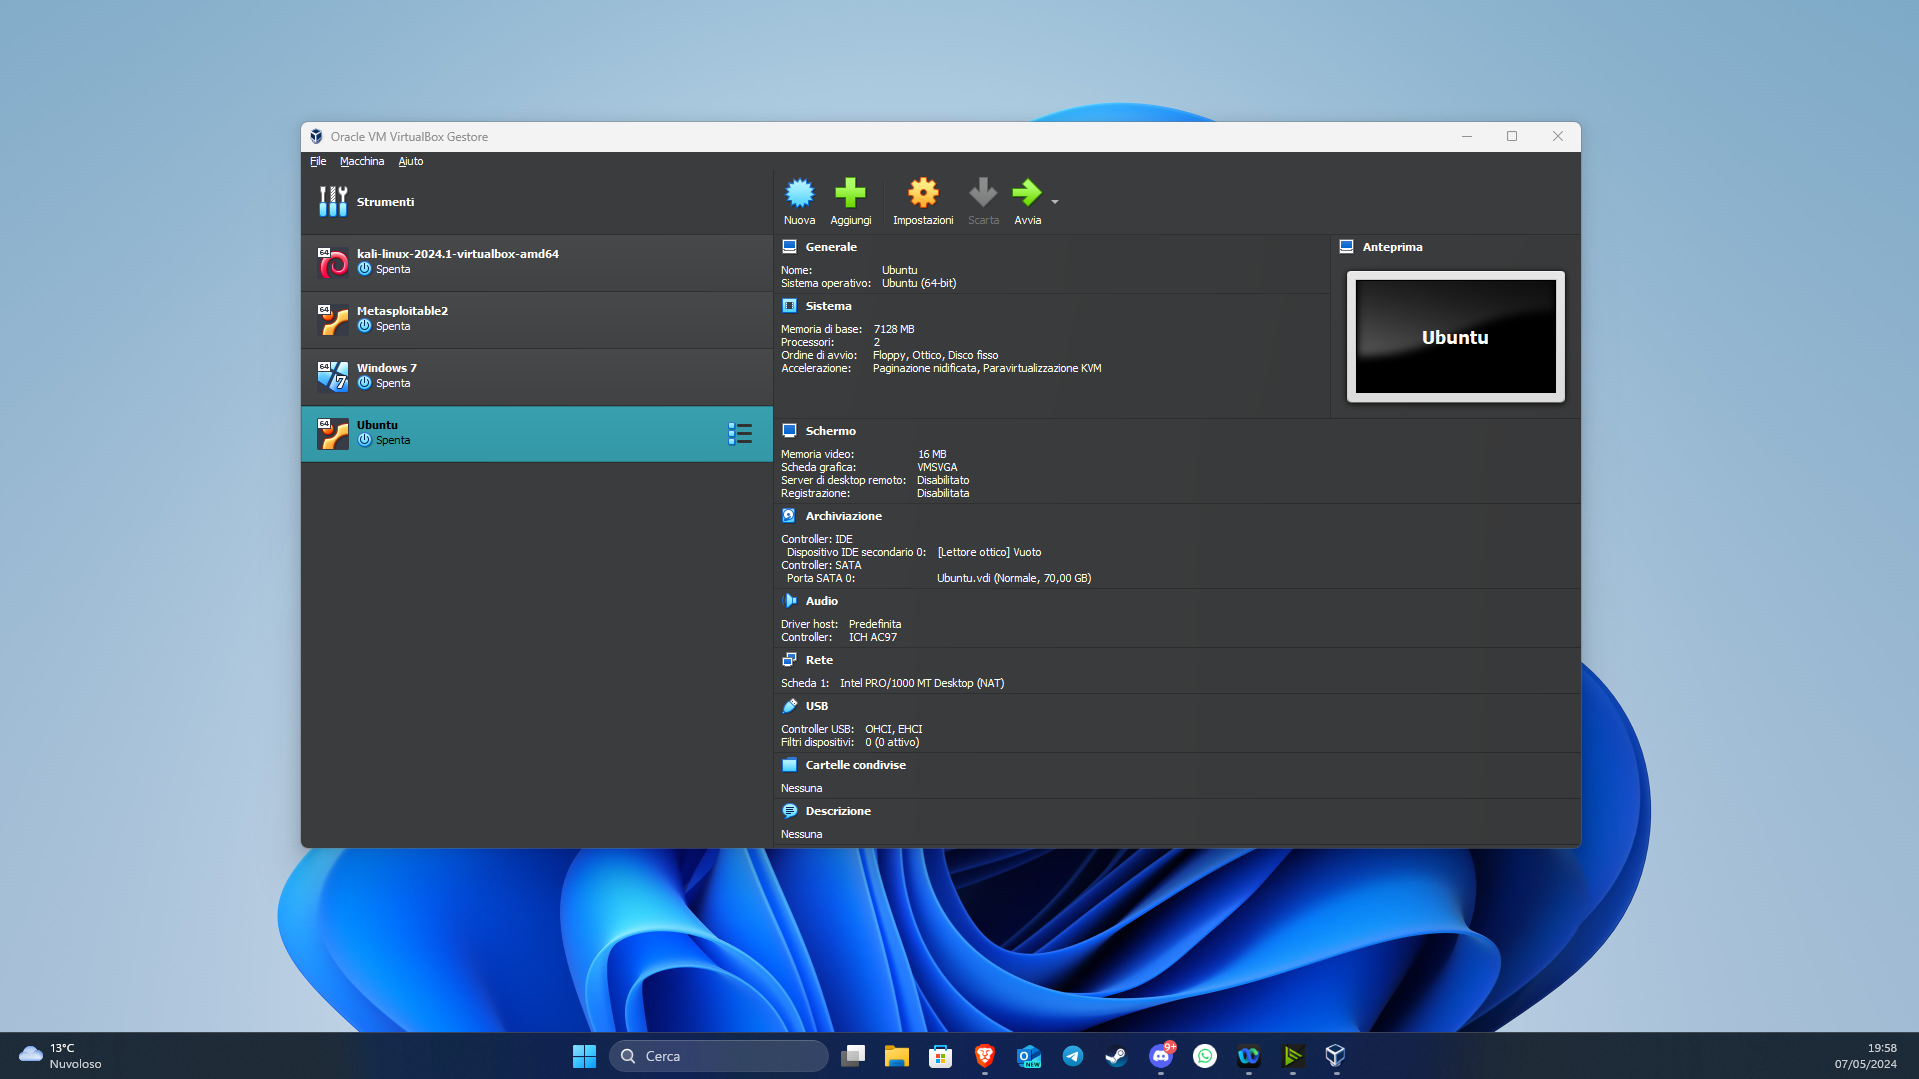 Oracle VM VirtualBox Gestore
File Macchina Aiuto
Strumenti
Nuova Aggiungi Impostazioni Scarta Avvia
64
kali-linux-2024.1-virtualbox-amd64
Spenta
64
Metasploitable2
Spenta
64
7
Windows 7
Spenta
64
Ubuntu
Spenta
Generale
Nome: Ubuntu
Sistema operativo: Ubuntu (64-bit)
Sistema
Memoria di base: 7128 MB
Processori: 2
Ordine di avvio: Floppy, Ottico, Disco fisso
Accelerazione: Paginazione nidificata, Paravirtualizzazione KVM
Anteprima
Ubuntu
Schermo
Memoria video: 16 MB
Scheda grafica: VMSVGA
Server di desktop remoto: Disabilitato
Registrazione: Disabilitata
Archiviazione
Controller: IDE
Dispositivo IDE secondario 0: [Lettore ottico] Vuoto
Controller: SATA
Porta SATA 0: Ubuntu.vdi (Normale, 70,00 GB)
Audio
Driver host: Predefinita
Controller: ICH AC97
Rete
Scheda 1: Intel PRO/1000 MT Desktop (NAT)
USB
Controller USB: OHCI, EHCI
Filtri dispositivi: 0 (0 attivo)
Cartelle condivise
Nessuna
Descrizione
Nessuna
13°C
Nuvoloso
Cerca
NEW
9+
19:58
07/05/2024